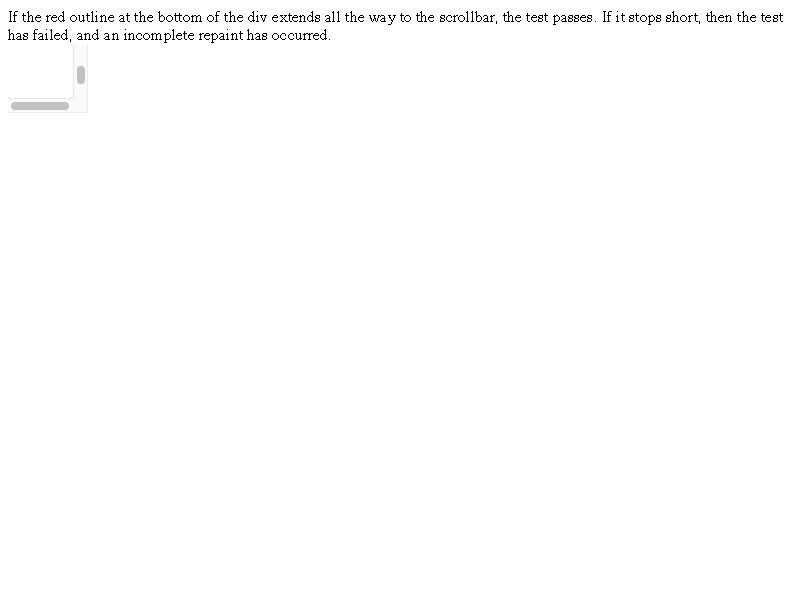 If the red outline at the bottom of the div extends all the way to the scrollbar, the test passes. If it stops short, then the test
has failed, and an incomplete repaint has occurred.